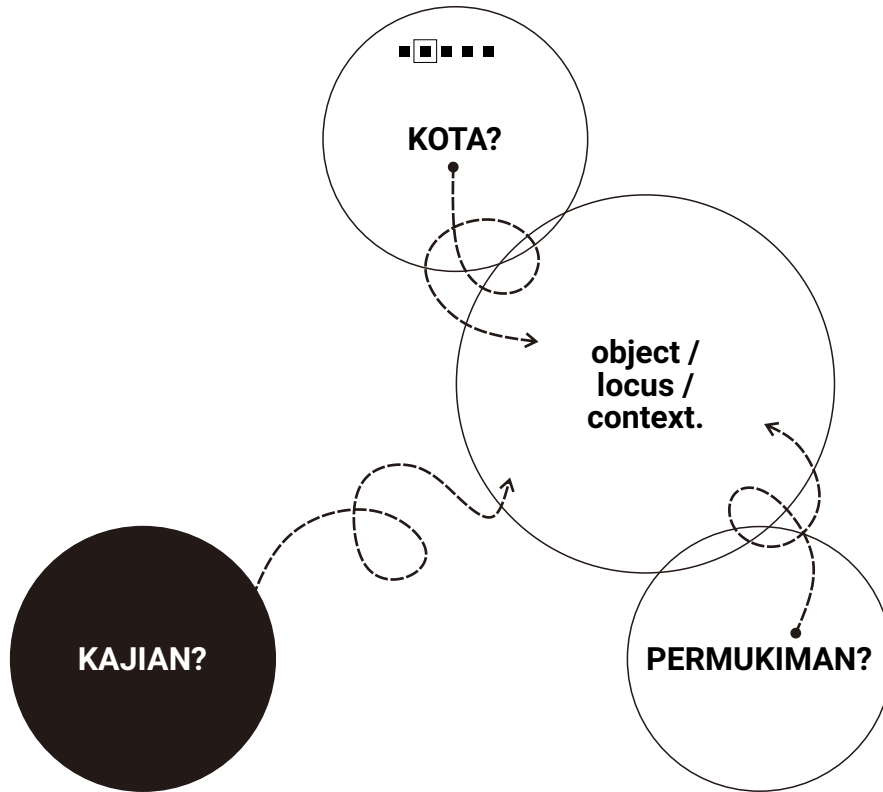 KOTA?
object /
locus /
context.
KAJIAN?
PERMUKIMAN?